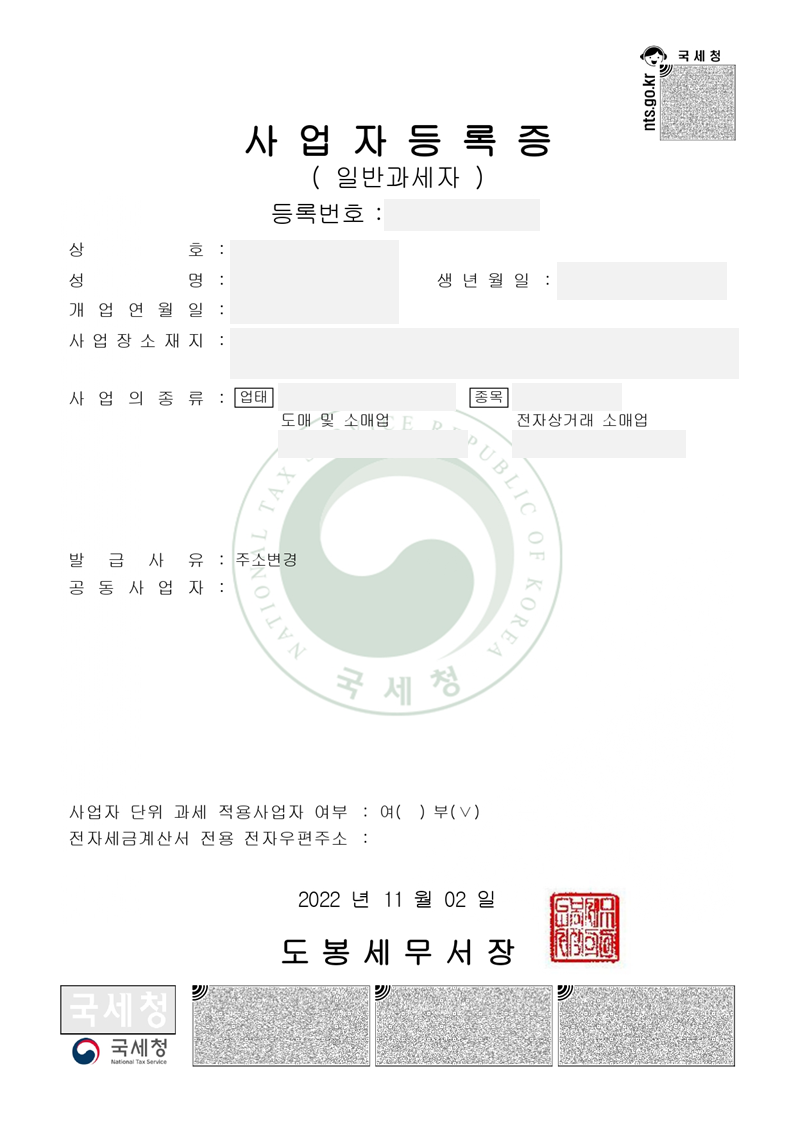 국세청
nts.go.kr
사업자등록증
( 일반과세자 )
등록번호 :
상 호 :
성 명 : 생년월일 :
개업연월일 :
사업장소재지 :
사업의종류 : 업태 종목
도매 및 소매업 전자상거래 소매업
NATIONAL TAX SERVICE REPUBLIC OF KOREA
발급사유 : 주소변경
공동사업자 :
국세청
사업자 단위 과세 적용사업자 여부 : 여( ) 부(∨)
전자세금계산서 전용 전자우편주소 :
2022 년 11 월 02 일
도봉세무서장
국세청
국세청
National Tax Service